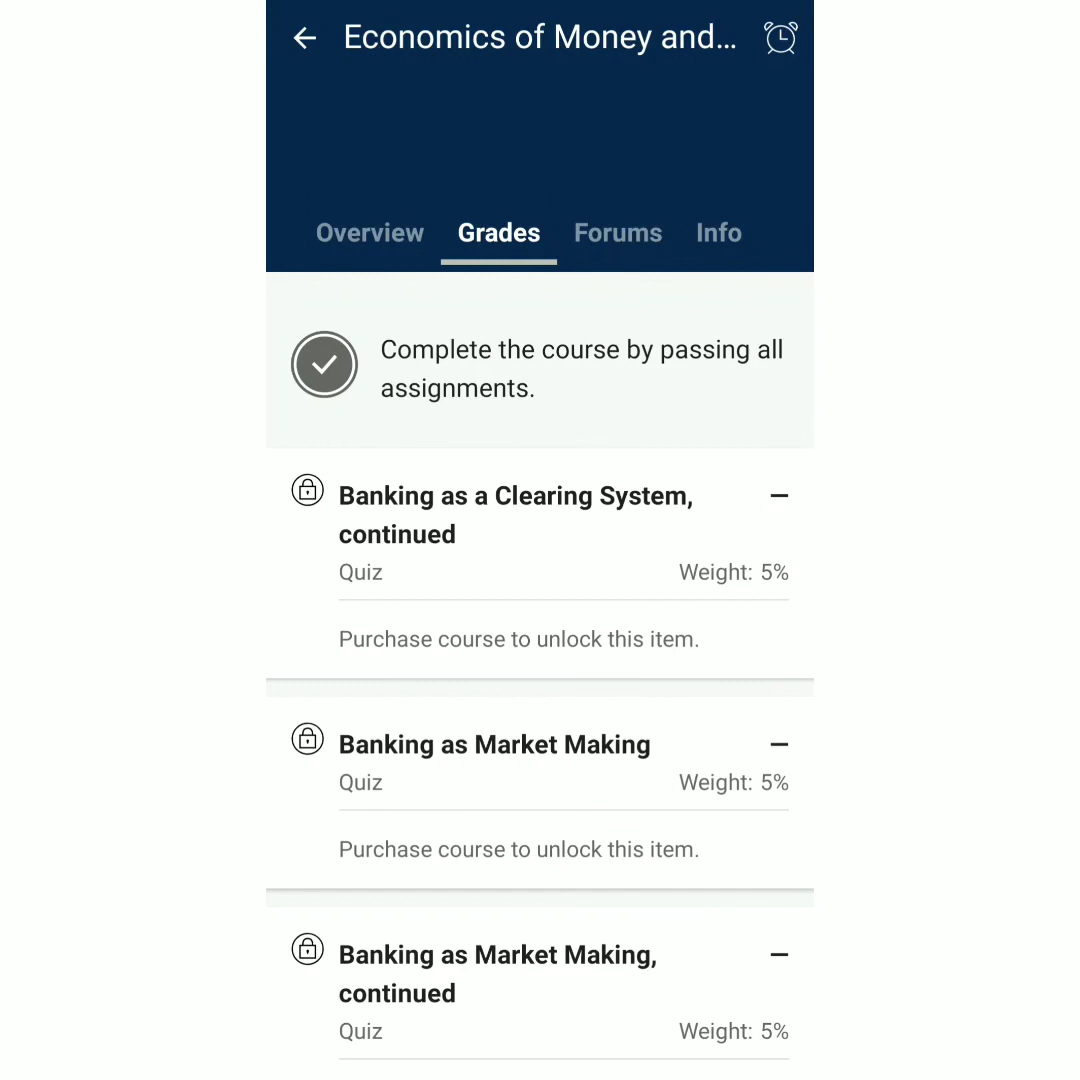 Economics of Money and...
Overview Grades Forums Info
Complete the course by passing all
assignments.
Banking as a Clearing System, –
continued
Quiz Weight: 5%
Purchase course to unlock this item.
Banking as Market Making –
Quiz Weight: 5%
Purchase course to unlock this item.
Banking as Market Making, –
continued
Quiz Weight: 5%